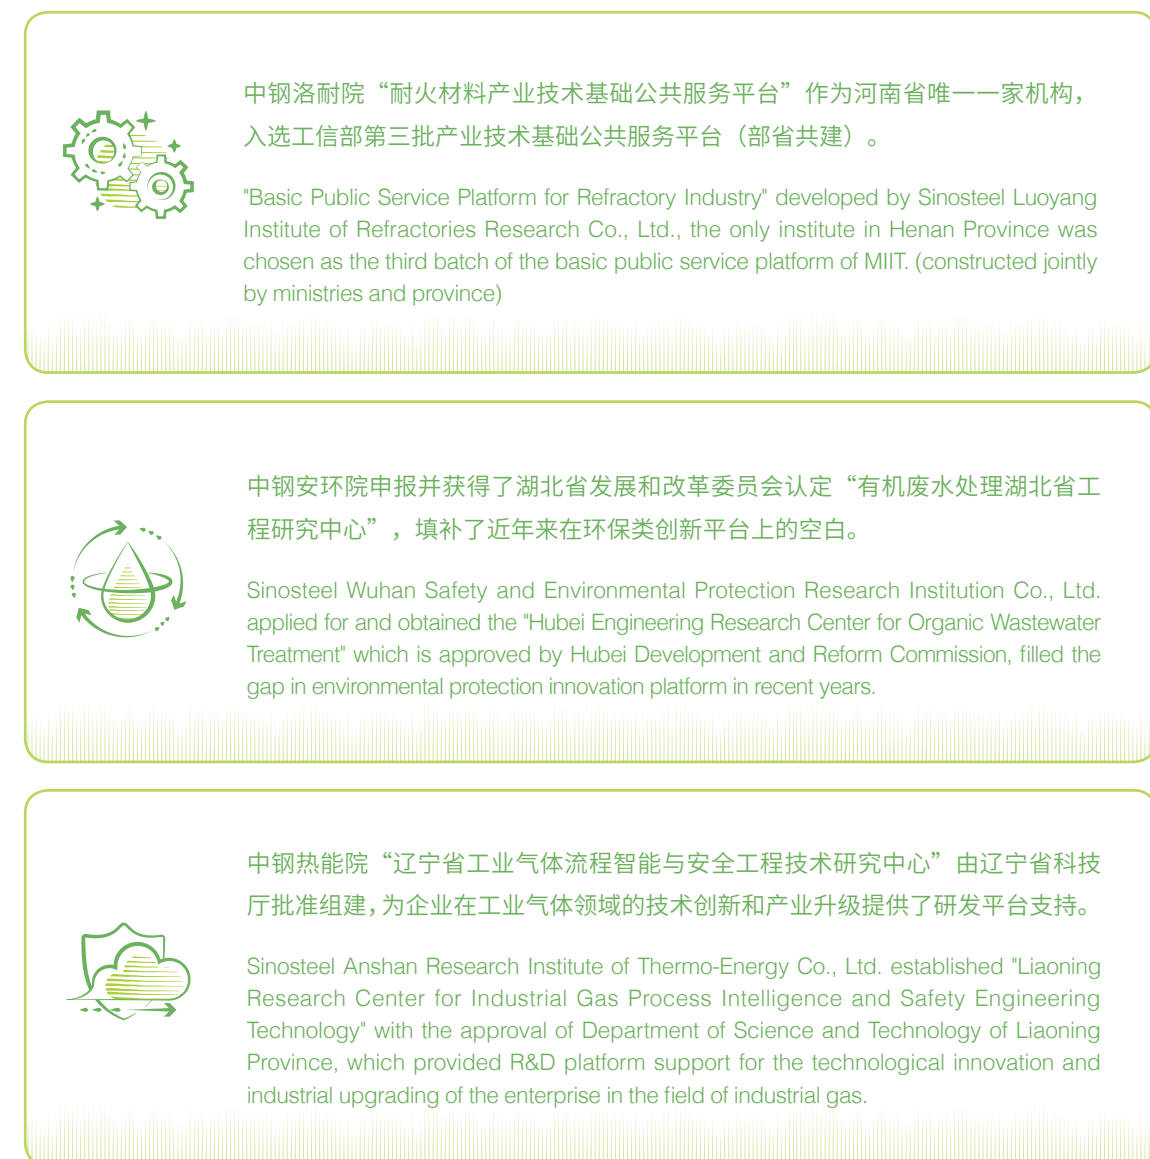 中钢洛耐院“耐火材料产业技术基础公共服务平台”作为河南省唯一一家机构，
入选工信部第三批产业技术基础公共服务平台（部省共建）。
"Basic Public Service Platform for Refractory Industry" developed by Sinosteel Luoyang
Institute of Refractories Research Co., Ltd., the only institute in Henan Province was
chosen as the third batch of the basic public service platform of MIIT. (constructed jointly
by ministries and province)
中钢安环院申报并获得了湖北省发展和改革委员会认定“有机废水处理湖北省工
程研究中心”，填补了近年来在环保类创新平台上的空白。
Sinosteel Wuhan Safety and Environmental Protection Research Institution Co., Ltd.
applied for and obtained the "Hubei Engineering Research Center for Organic Wastewater
Treatment" which is approved by Hubei Development and Reform Commission, filled the
gap in environmental protection innovation platform in recent years.
中钢热能院“辽宁省工业气体流程智能与安全工程技术研究中心”由辽宁省科技
厅批准组建，为企业在工业气体领域的技术创新和产业升级提供了研发平台支持。
Sinosteel Anshan Research Institute of Thermo-Energy Co., Ltd. established "Liaoning
Research Center for Industrial Gas Process Intelligence and Safety Engineering
Technology" with the approval of Department of Science and Technology of Liaoning
Province, which provided R&D platform support for the technological innovation and
industrial upgrading of the enterprise in the field of industrial gas.